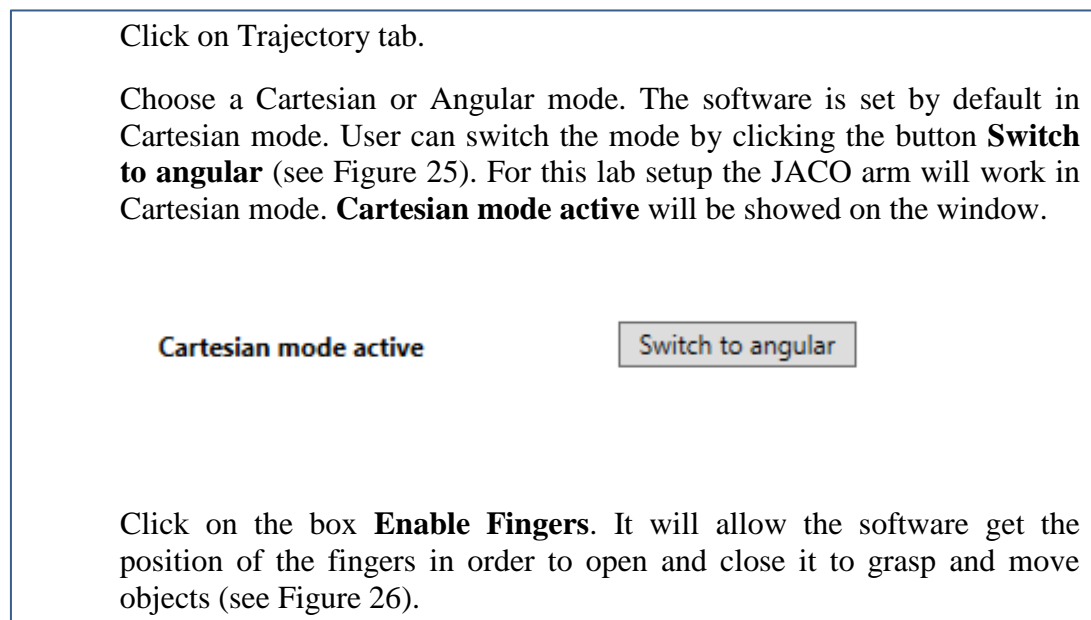 Click on Trajectory tab.
Choose a Cartesian or Angular mode. The software is set by default in
Cartesian mode. User can switch the mode by clicking the button Switch
to angular (see Figure 25). For this lab setup the JACO arm will work in
Cartesian mode. Cartesian mode active will be showed on the window.
Cartesian mode active Switch to angular
Click on the box Enable Fingers. It will allow the software get the
position of the fingers in order to open and close it to grasp and move
objects (see Figure 26).